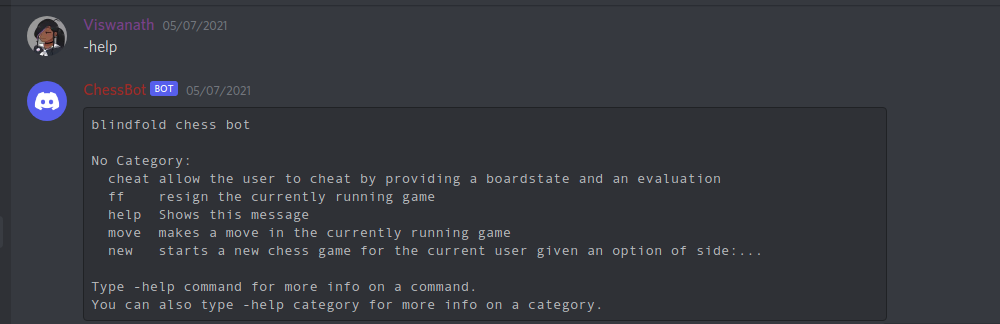 Viswanath 05/07/2021
-help
ChessBot BOT 05/07/2021
blindfold chess bot
No Category:
cheat allow the user to cheat by providing a boardstate and an evaluation
ff resign the currently running game
help Shows this message
move makes a move in the currently running game
new starts a new chess game for the current user given an option of side:...
Type -help command for more info on a command.
You can also type -help category for more info on a category.